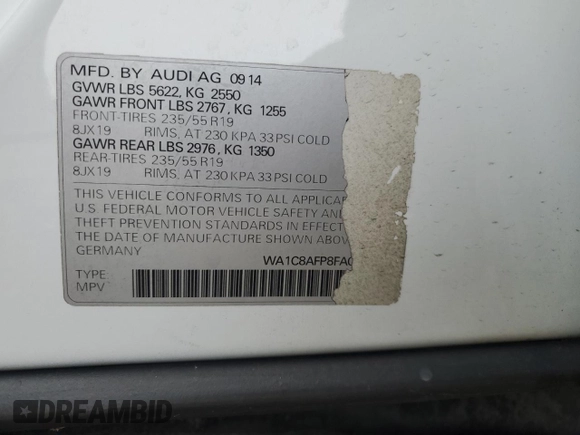 MFD. BY AUDI AG 09 14
GVWR LBS 5622, KG 2550
GAWR FRONT LBS 2767, KG 1255
FRONT-TIRES 235/55 R19
8JX19 RIMS, AT 230 KPA 33 PSI COLD
GAWR REAR LBS 2976, KG 1350
REAR-TIRES 235/55 R19
8JX19 RIMS, AT 230 KPA 33 PSI COLD
THIS VEHICLE CONFORMS TO ALL APPLICA
U.S. FEDERAL MOTOR VEHICLE SAFETY AN
THEFT PREVENTION STANDARDS IN EFFECT
THE DATE OF MANUFACTURE SHOWN ABOVE
GERMANY
WA1C8AFP8FA
TYPE:
MPV
DREAMBID